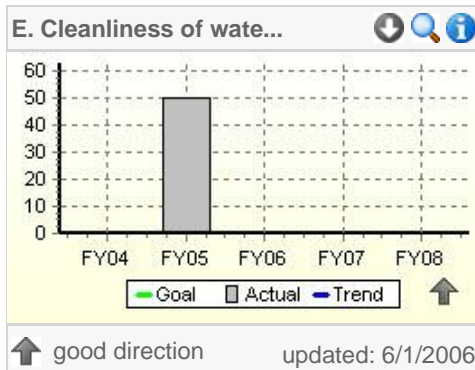 E. Cleanliness of wate...
60
50
40
30
20
10
0
FY04 FY05 FY06 FY07 FY08
Goal Actual Trend
good direction updated: 6/1/2006